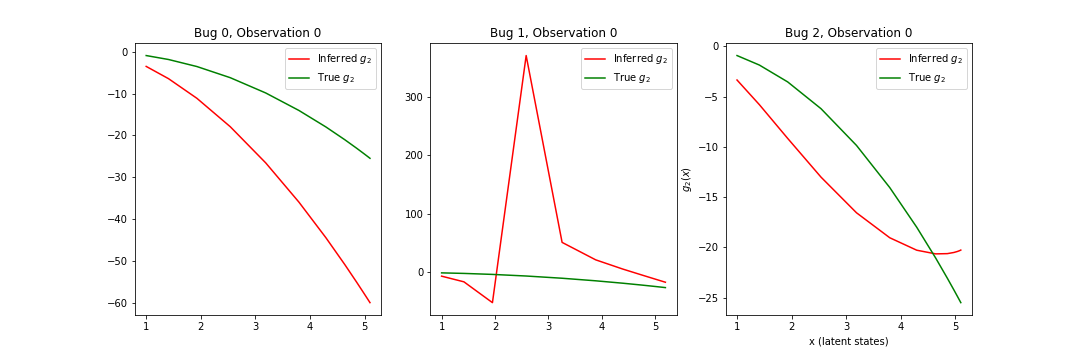 Bug 0, Observation 0
Inferred g₂
True g₂
0
−10
−20
−30
−40
−50
−60
1 2 3 4 5
Bug 1, Observation 0
Inferred g₂
True g₂
300
200
100
0
1 2 3 4 5
Bug 2, Observation 0
Inferred g₂
True g₂
g₂(x)
0
−5
−10
−15
−20
−25
1 2 3 4 5
x (latent states)